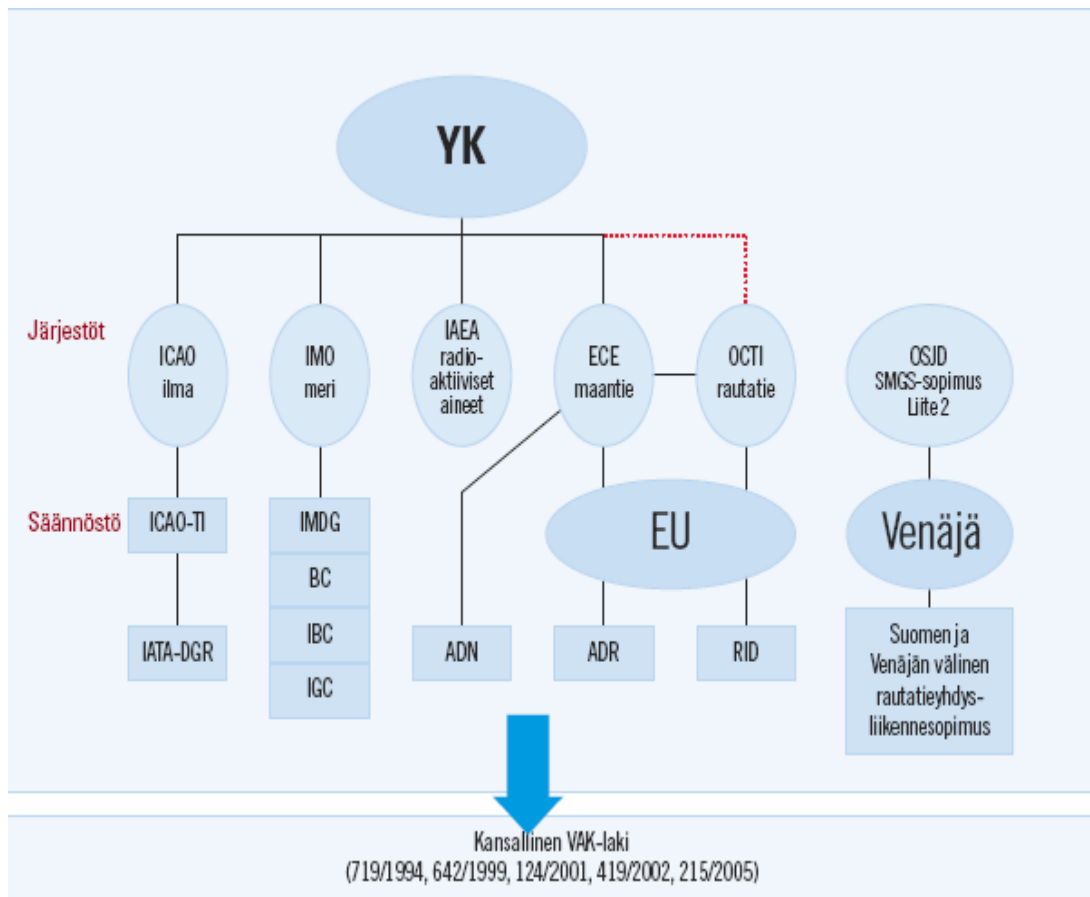 YK
Järjestöt
ICAO
ilma
IMO
meri
IAEA
radio-
aktiiviset
aineet
ECE
maantie
OCTI
rautatie
OSJD
SMGS-sopimus
Liite 2
Säännöstö
ICAO-TI
IMDG
BC
IBC
IGC
EU
Venäjä
IATA-DGR
ADN
ADR
RID
Suomen ja
Venäjän välinen
rautatieyhdys-
liikennesopimus
Kansallinen VAK-laki
(719/1994, 642/1999, 124/2001, 419/2002, 215/2005)